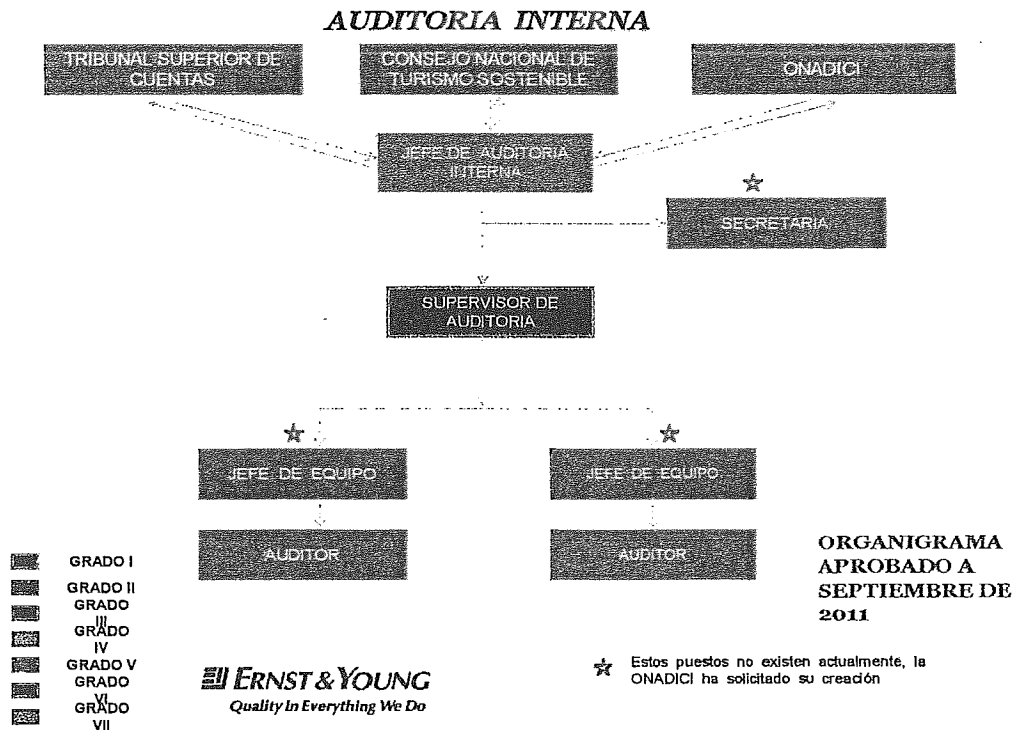 AUDITORIA INTERNA
TRIBUNAL SUPERIOR DE
CUENTAS
CONSEJO NACIONAL DE
TURISMO SOSTENIBLE
ONADICI
JEFE DE AUDITORIA
INTERNA
SECRETARIA
SUPERVISOR DE
AUDITORIA
JEFE DE EQUIPO
JEFE DE EQUIPO
AUDITOR
AUDITOR
GRADO I
GRADO II
GRADO
III
GRADO
IV
GRADO V
GRADO
VI
GRADO
VII
ORGANIGRAMA
APROBADO A
SEPTIEMBRE DE
2011
EY ERNST & YOUNG
Quality In Everything We Do
Estos puestos no existen actualmente, la
ONADICI ha solicitado su creación